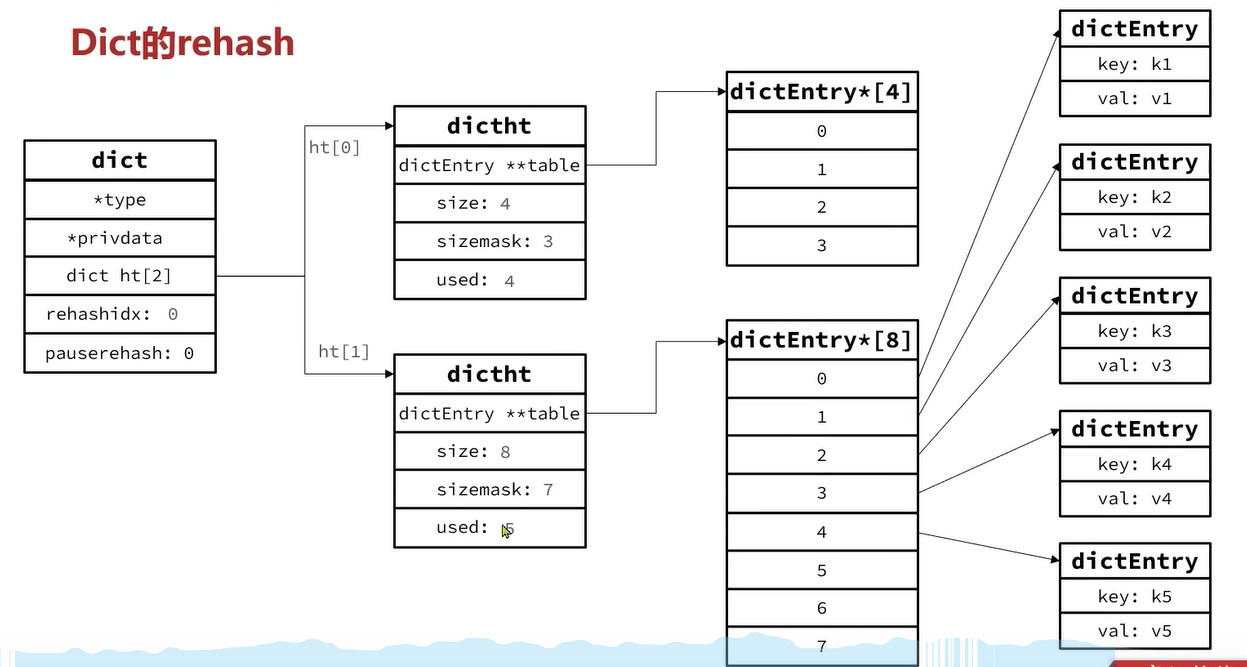 Dict的rehash
dict
*type
*privdata
dict ht[2]
rehashidx: 0
pauserehash: 0
ht[0]
ht[1]
dictht
dictEntry **table
size: 4
sizemask: 3
used: 4
dictht
dictEntry **table
size: 8
sizemask: 7
used: 5
dictEntry*[4]
0
1
2
3
dictEntry*[8]
0
1
2
3
4
5
6
7
dictEntry
key: k1
val: v1
dictEntry
key: k2
val: v2
dictEntry
key: k3
val: v3
dictEntry
key: k4
val: v4
dictEntry
key: k5
val: v5